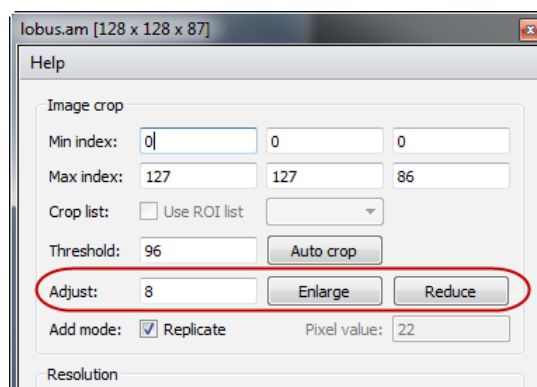 lobus.am [128 x 128 x 87]
Help
Image crop
Min index: 0 0 0
Max index: 127 127 86
Crop list: Use ROI list
Threshold: 96 Auto crop
Adjust: 8 Enlarge Reduce
Add mode: Replicate Pixel value: 22
Resolution